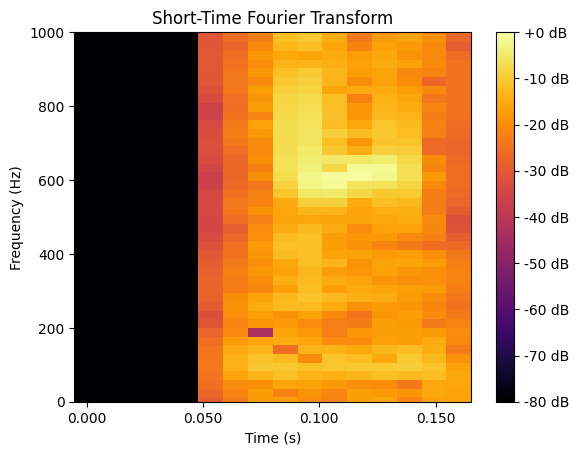 Short-Time Fourier Transform
Frequency (Hz)
1000
800
600
400
200
0
0.000
0.050
0.100
0.150
Time (s)
+0 dB
-10 dB
-20 dB
-30 dB
-40 dB
-50 dB
-60 dB
-70 dB
-80 dB